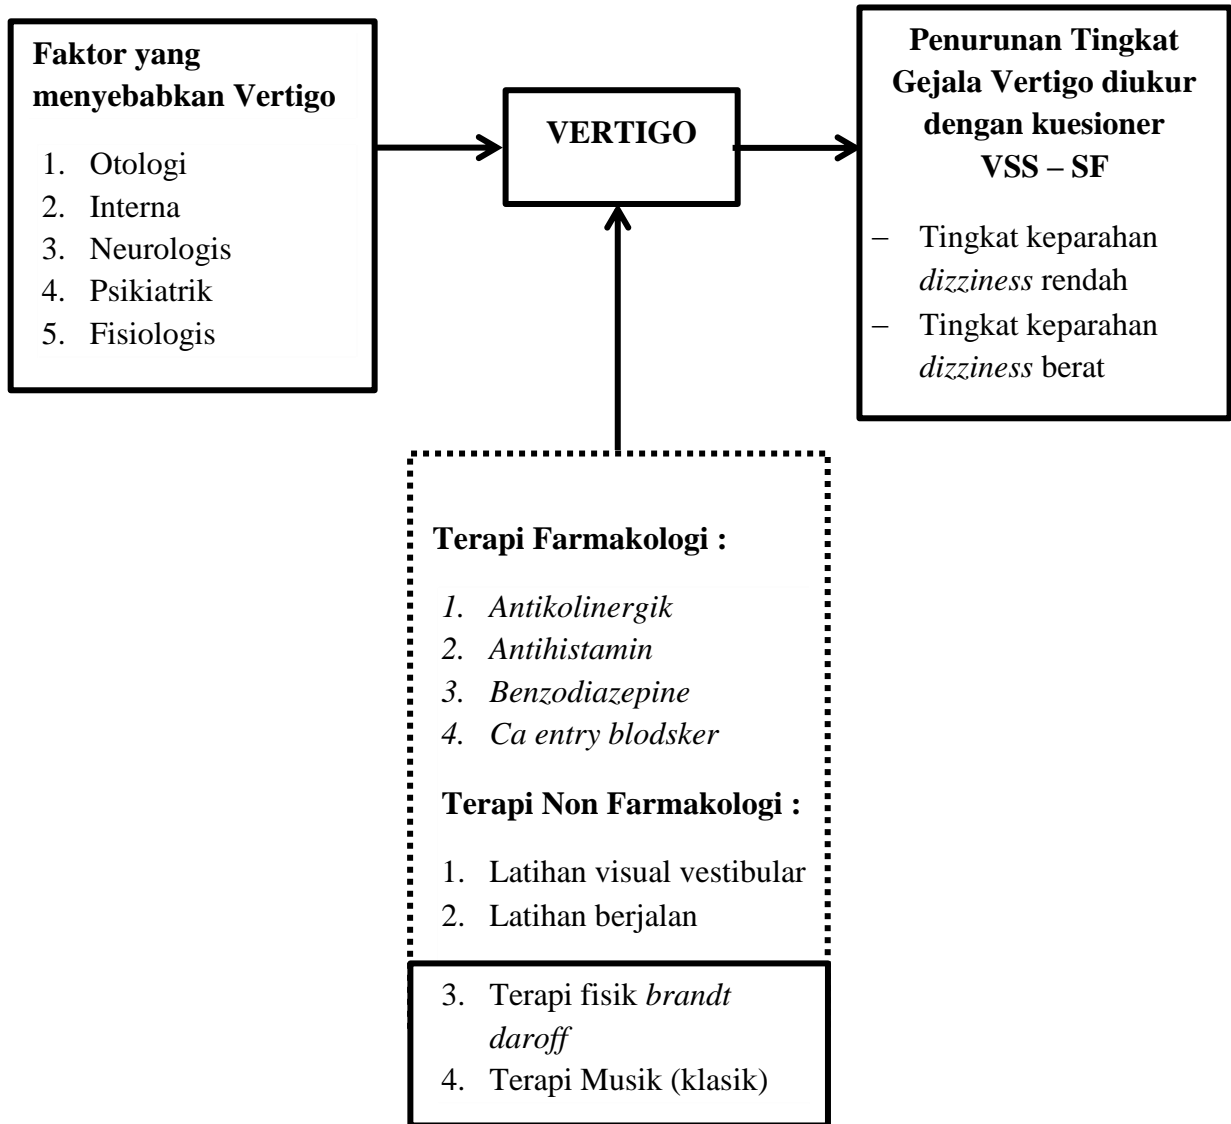 Faktor yang
menyebabkan Vertigo
1. Otologi
2. Interna
3. Neurologis
4. Psikiatrik
5. Fisiologis
VERTIGO
Penurunan Tingkat
Gejala Vertigo diukur
dengan kuesioner
VSS – SF
– Tingkat keparahan
dizziness rendah
– Tingkat keparahan
dizziness berat
Terapi Farmakologi :
1. Antikolinergik
2. Antihistamin
3. Benzodiazepine
4. Ca entry blodsker
Terapi Non Farmakologi :
1. Latihan visual vestibular
2. Latihan berjalan
3. Terapi fisik brandt
daroff
4. Terapi Musik (klasik)